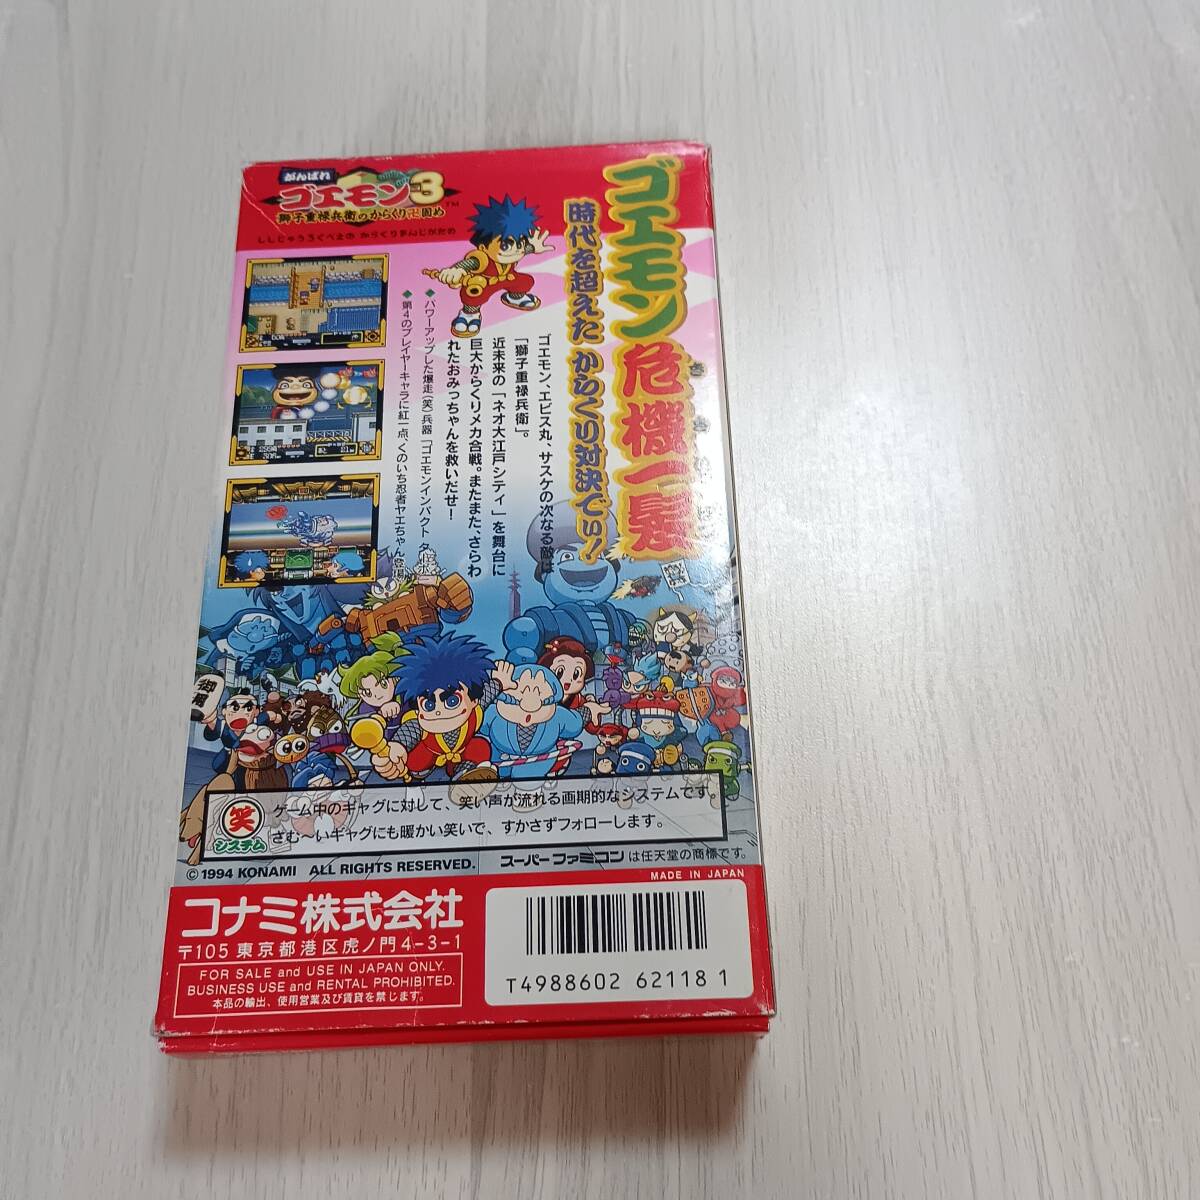 がんばれ
ゴエモン3™
獅子重禄兵衛のからくり卍固め
ししじゅうろくべえの からくりまんじがため
ゴエモン危機一髪
時代を超えた からくり対決でい!
ゴエモン、エビス丸、サスケの次なる敵は
「獅子重禄兵衛」。
近未来の「ネオ大江戸シティ」を舞台に
巨大からくりメカ合戦。またまた、さらわ
れたおみっちゃんを救いだせ!
◆パワーアップした爆走(笑)兵器「ゴエモンインパクト
◆第4のプレイヤーキャラに紅一点、くのいち忍者ヤエちゃん登場
御用
笑
システム
ゲーム中のギャグに対して、笑い声が流れる画期的なシステムです。
さむ〜いギャグにも暖かい笑いで、すかさずフォローします。
©1994 KONAMI ALL RIGHTS RESERVED.
スーパーファミコンは任天堂の商標です。
MADE IN JAPAN
コナミ株式会社
〒105 東京都港区虎ノ門4-3-1
FOR SALE and USE IN JAPAN ONLY.
BUSINESS USE and RENTAL PROHIBITED.
本品の輸出、使用営業及び賃貸を禁じます。
T4988602 62118 1